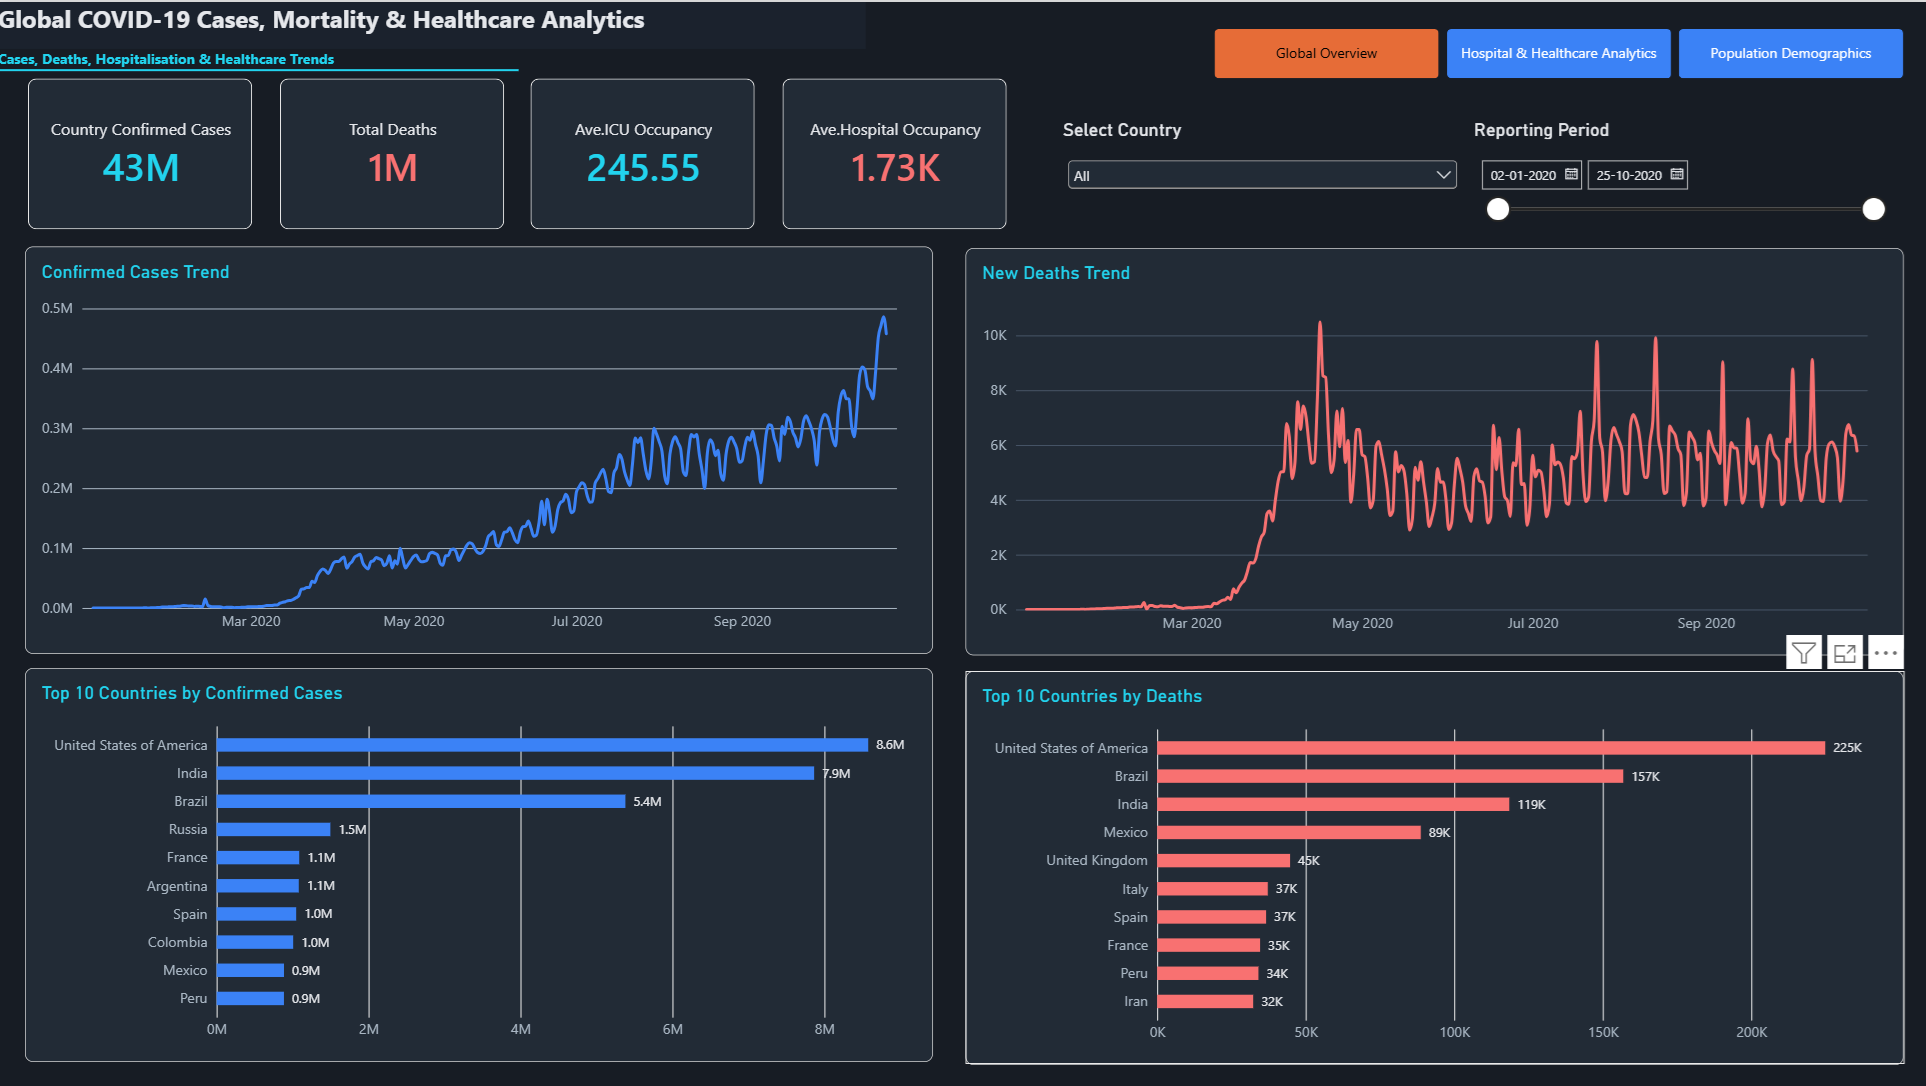 Global COVID-19 Cases, Mortality & Healthcare Analytics
Cases, Deaths, Hospitalisation & Healthcare Trends
Global Overview
Hospital & Healthcare Analytics
Population Demographics
Country Confirmed Cases
43M
Total Deaths
1M
Ave.ICU Occupancy
245.55
Ave.Hospital Occupancy
1.73K
Select Country
All
Reporting Period
02-01-2020
25-10-2020
Confirmed Cases Trend
0.5M
0.4M
0.3M
0.2M
0.1M
0.0M
Mar 2020
May 2020
Jul 2020
Sep 2020
New Deaths Trend
10K
8K
6K
4K
2K
0K
Mar 2020
May 2020
Jul 2020
Sep 2020
Top 10 Countries by Confirmed Cases
United States of America 8.6M
India 7.9M
Brazil 5.4M
Russia 1.5M
France 1.1M
Argentina 1.1M
Spain 1.0M
Colombia 1.0M
Mexico 0.9M
Peru 0.9M
0M 2M 4M 6M 8M
Top 10 Countries by Deaths
United States of America 225K
Brazil 157K
India 119K
Mexico 89K
United Kingdom 45K
Italy 37K
Spain 37K
France 35K
Peru 34K
Iran 32K
0K 50K 100K 150K 200K